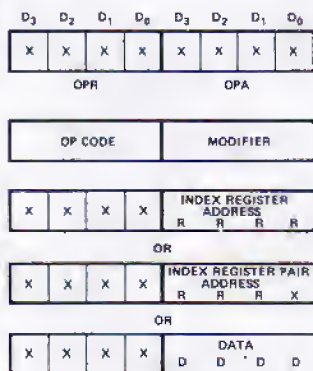 D3 D2 D1 D0 D3 D2 D1 D0
X X X X X X X X
OPR OPA
OP CODE MODIFIER
INDEX REGISTER
ADDRESS
X X X X R R R R
OR
INDEX REGISTER PAIR
ADDRESS
X X X X R R R X
OR
DATA
X X X X D D D D